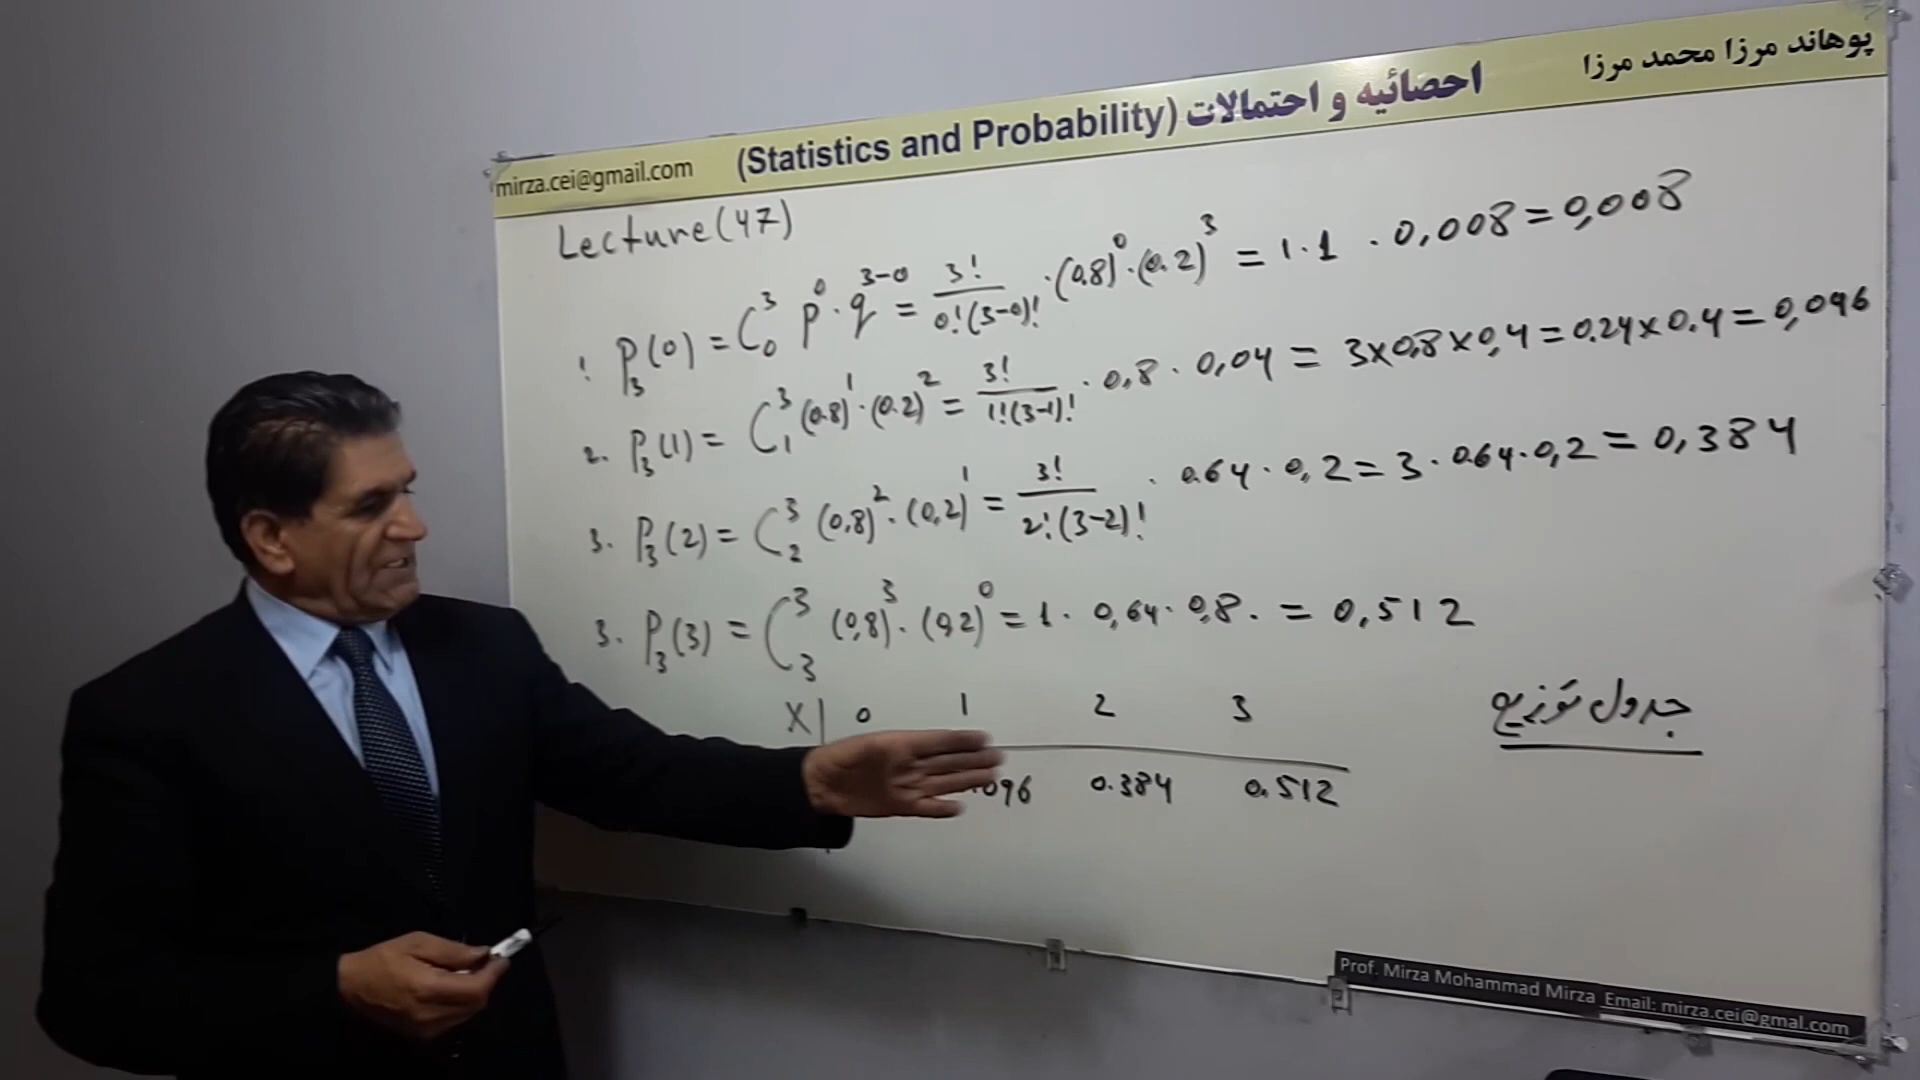 پوهاند مرزا محمد مرزا
mirza.cei@gmail.com (Statistics and Probability) احصائیه و احتمالات
Lecture(47)
1. P₃(0) = C₀³ p⁰ · q³⁻⁰ = 3!/0!(3-0)! · (0.8)⁰ · (0.2)³ = 1 · 1 · 0,008 = 0,008
2. P₃(1) = C₁³ (0.8)¹ · (0.2)² = 3!/1!(3-1)! · 0,8 · 0,04 = 3x0,8x0,4 = 0.24x0.4 = 0,096
3. P₃(2) = C₂³ (0,8)² · (0,2)¹ = 3!/2!(3-2)! · 0.64 · 0,2 = 3 · 0.64 · 0,2 = 0,384
3. P₃(3) = C₃³ (0,8)³ · (0,2)⁰ = 1 · 0,64 · 0,8 · = 0,512
جدول توزیع
X | 0 1 2 3
096 0.384 0.512
Prof. Mirza Mohammad Mirza Email: mirza.cei@gmal.com